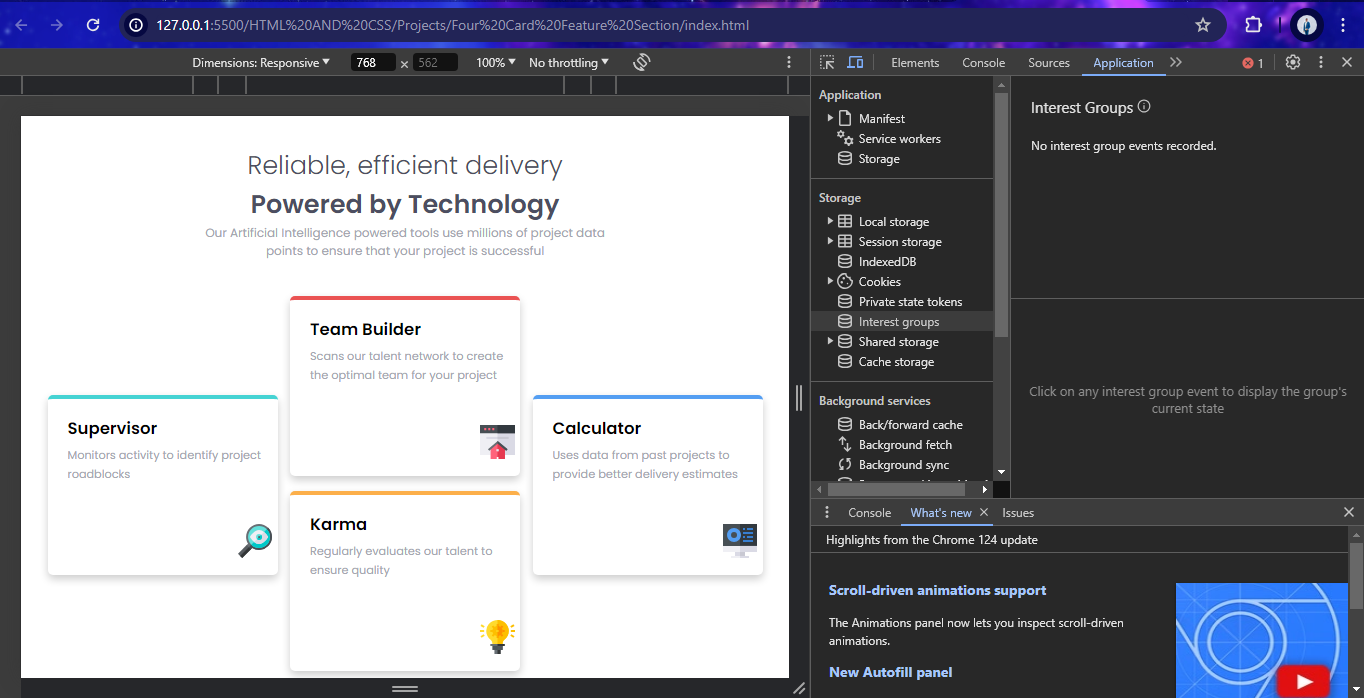 127.0.0.1:5500/HTML%20AND%20CSS/Projects/Four%20Card%20Feature%20Section/index.html
Dimensions: Responsive 768 × 562 100% No throttling
Elements Console Sources Application 1
Reliable, efficient delivery
Powered by Technology
Our Artificial Intelligence powered tools use millions of project data
points to ensure that your project is successful
Team Builder
Scans our talent network to create
the optimal team for your project
Supervisor
Monitors activity to identify project
roadblocks
Calculator
Uses data from past projects to
provide better delivery estimates
Karma
Regularly evaluates our talent to
ensure quality
Application
Manifest
Service workers
Storage
Storage
Local storage
Session storage
IndexedDB
Cookies
Private state tokens
Interest groups
Shared storage
Cache storage
Background services
Back/forward cache
Background fetch
Background sync
Interest Groups
No interest group events recorded.
Click on any interest group event to display the group's
current state
Console What's new Issues
Highlights from the Chrome 124 update
Scroll-driven animations support
The Animations panel now lets you inspect scroll-driven
animations.
New Autofill panel